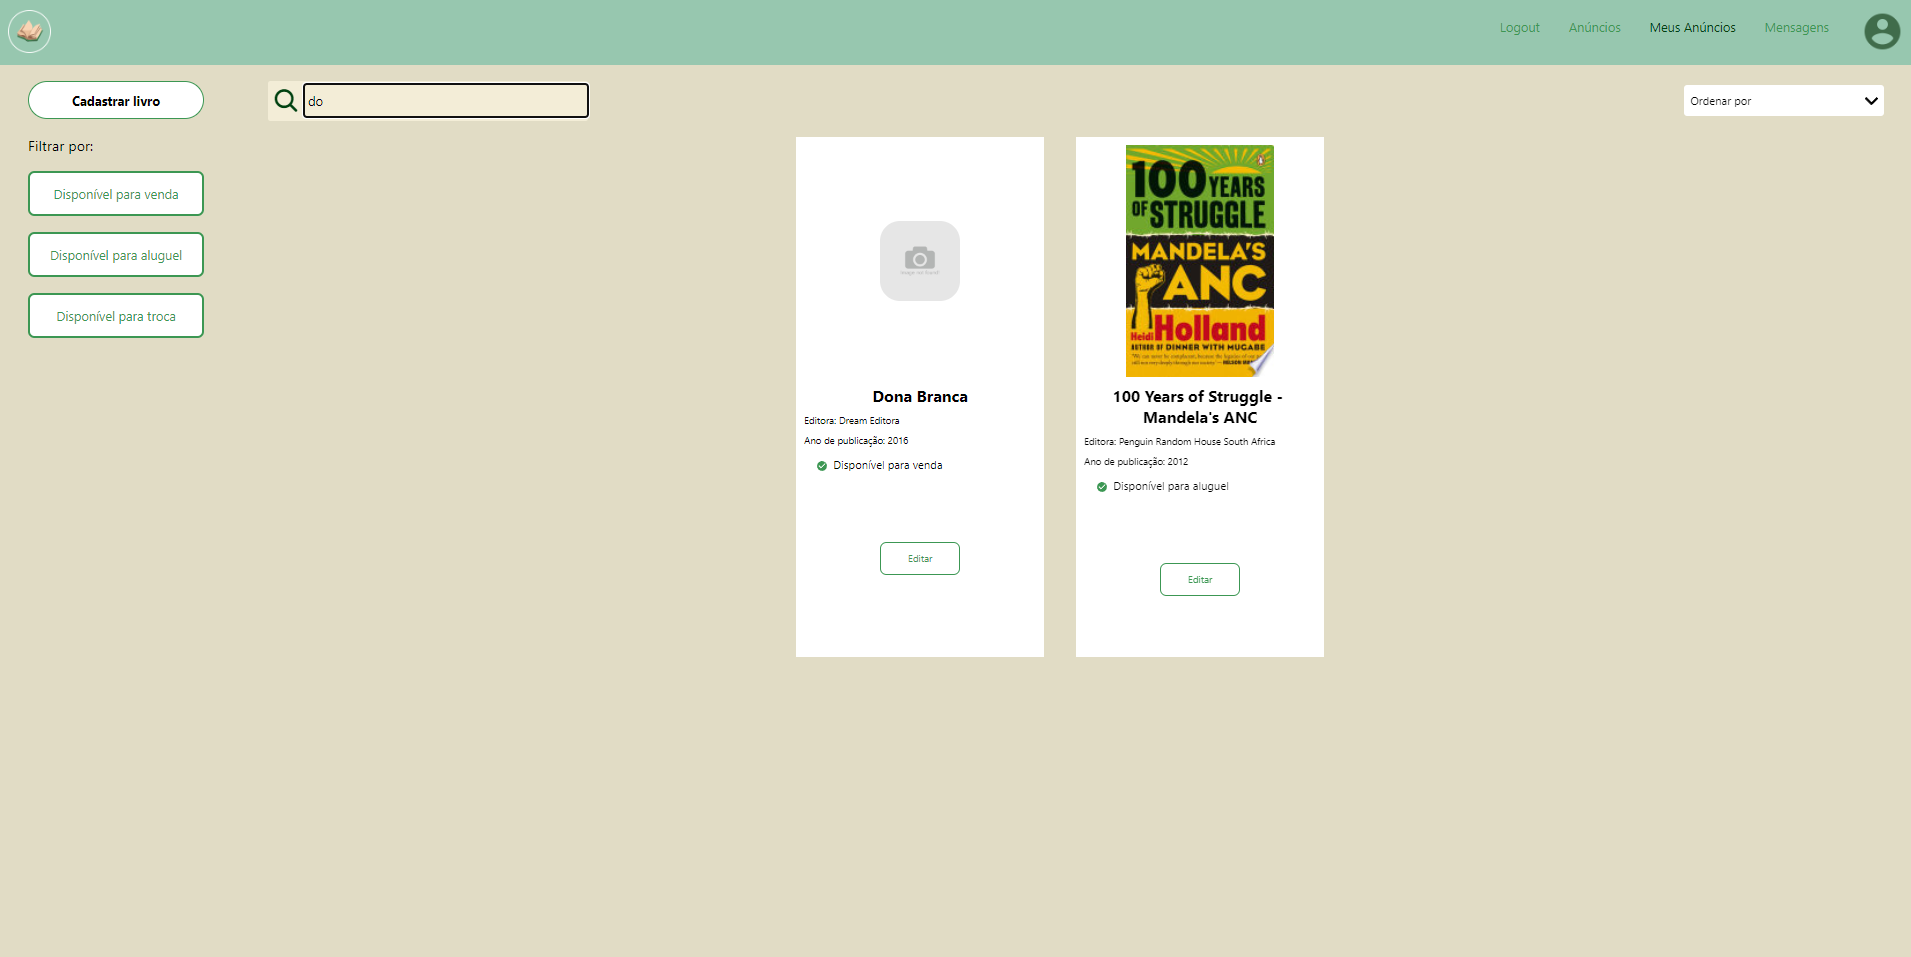 Logout
Anúncios
Meus Anúncios
Mensagens
Cadastrar livro
do
Ordenar por
Filtrar por:
Disponível para venda
Disponível para aluguel
Disponível para troca
Dona Branca
Editora: Dream Editora
Ano de publicação: 2016
Disponível para venda
Editar
100 YEARS
OF STRUGGLE
MANDELA'S
ANC
Heidi Holland
AUTHOR OF DINNER WITH MUGABE
100 Years of Struggle -
Mandela's ANC
Editora: Penguin Random House South Africa
Ano de publicação: 2012
Disponível para aluguel
Editar